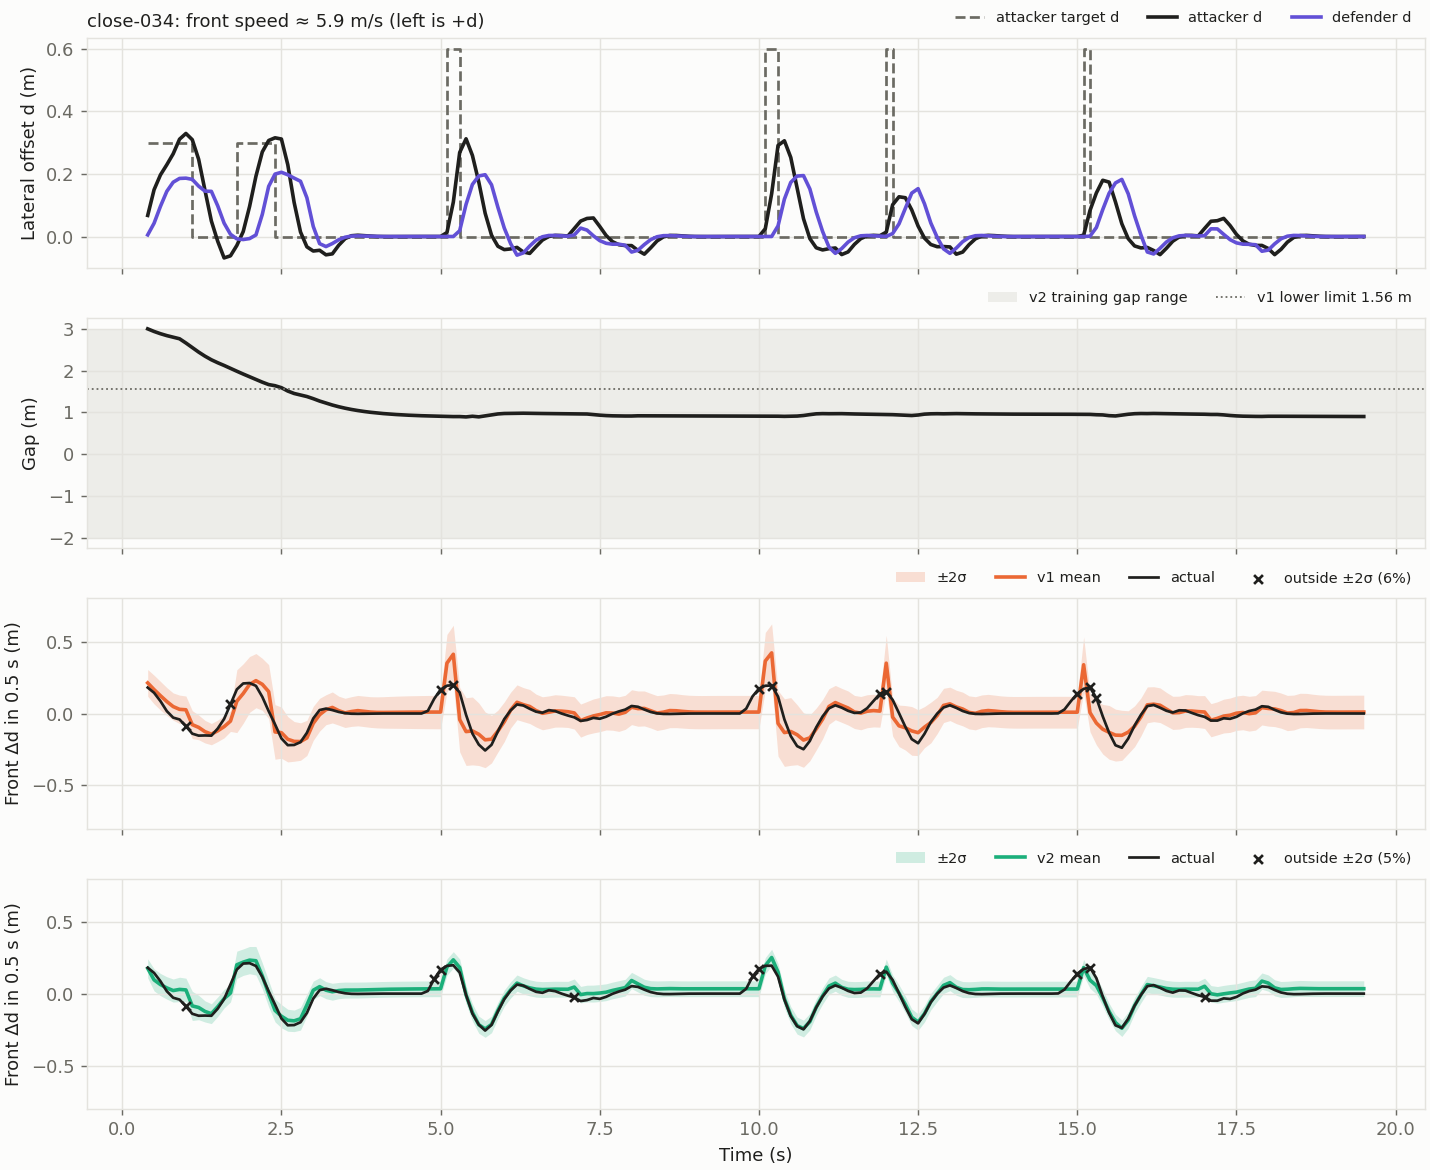 close-034: front speed ≈ 5.9 m/s (left is +d)
attacker target d attacker d defender d
Lateral offset d (m)
0.6
0.4
0.2
0.0
v2 training gap range v1 lower limit 1.56 m
Gap (m)
3
2
1
0
−1
−2
±2σ v1 mean actual outside ±2σ (6%)
Front Δd in 0.5 s (m)
0.5
0.0
−0.5
±2σ v2 mean actual outside ±2σ (5%)
Front Δd in 0.5 s (m)
0.5
0.0
−0.5
0.0 2.5 5.0 7.5 10.0 12.5 15.0 17.5 20.0
Time (s)